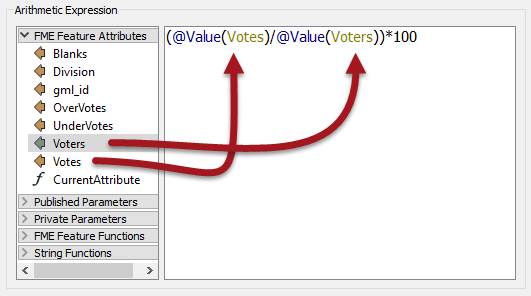 Arithmetic Expression
FME Feature Attributes
Blanks
Division
gml_id
OverVotes
UnderVotes
Voters
Votes
CurrentAttribute
Published Parameters
Private Parameters
FME Feature Functions
String Functions
(@Value(Votes)/@Value(Voters))*100